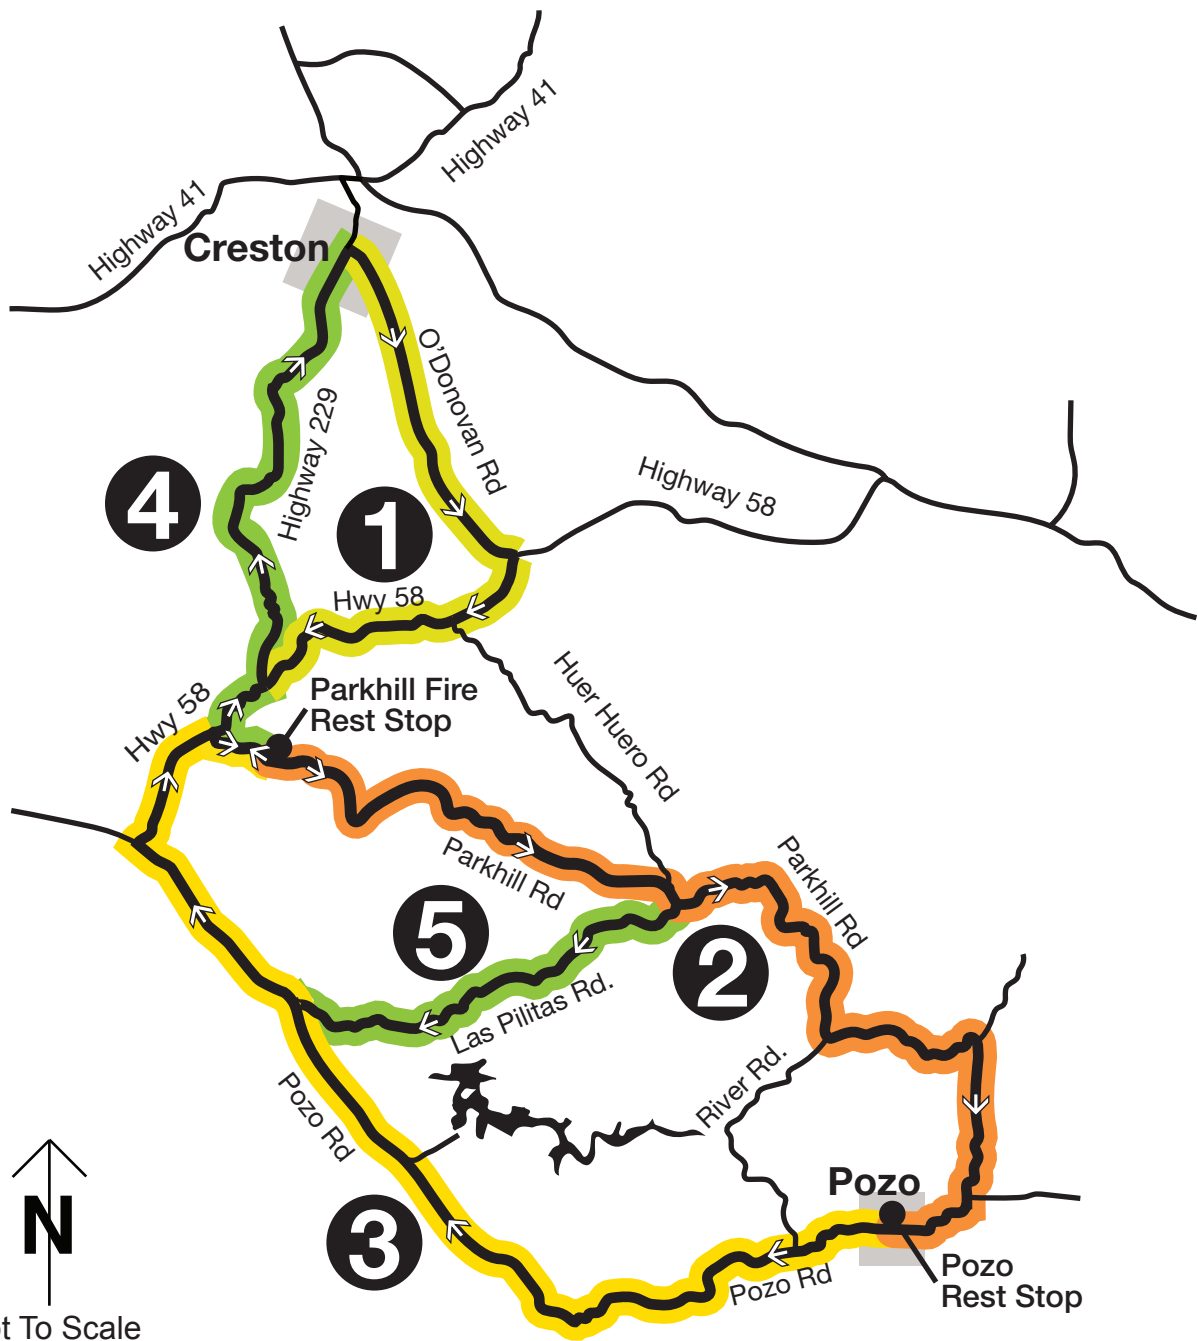 Highway 41
Highway 41
Creston
O'Donovan Rd
Highway 229
Highway 58
4
1
Hwy 58
Huer Huero Rd
Parkhill Fire
Rest Stop
Hwy 58
Parkhill Rd
Parkhill Rd
5
2
Las Pilitas Rd.
River Rd.
Pozo Rd
Pozo
N
3
Pozo Rd
Pozo
Rest Stop
To Scale